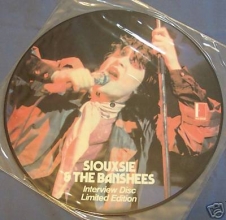 SIOUXSIE
& THE BANSHEES
Interview Disc
Limited Edition